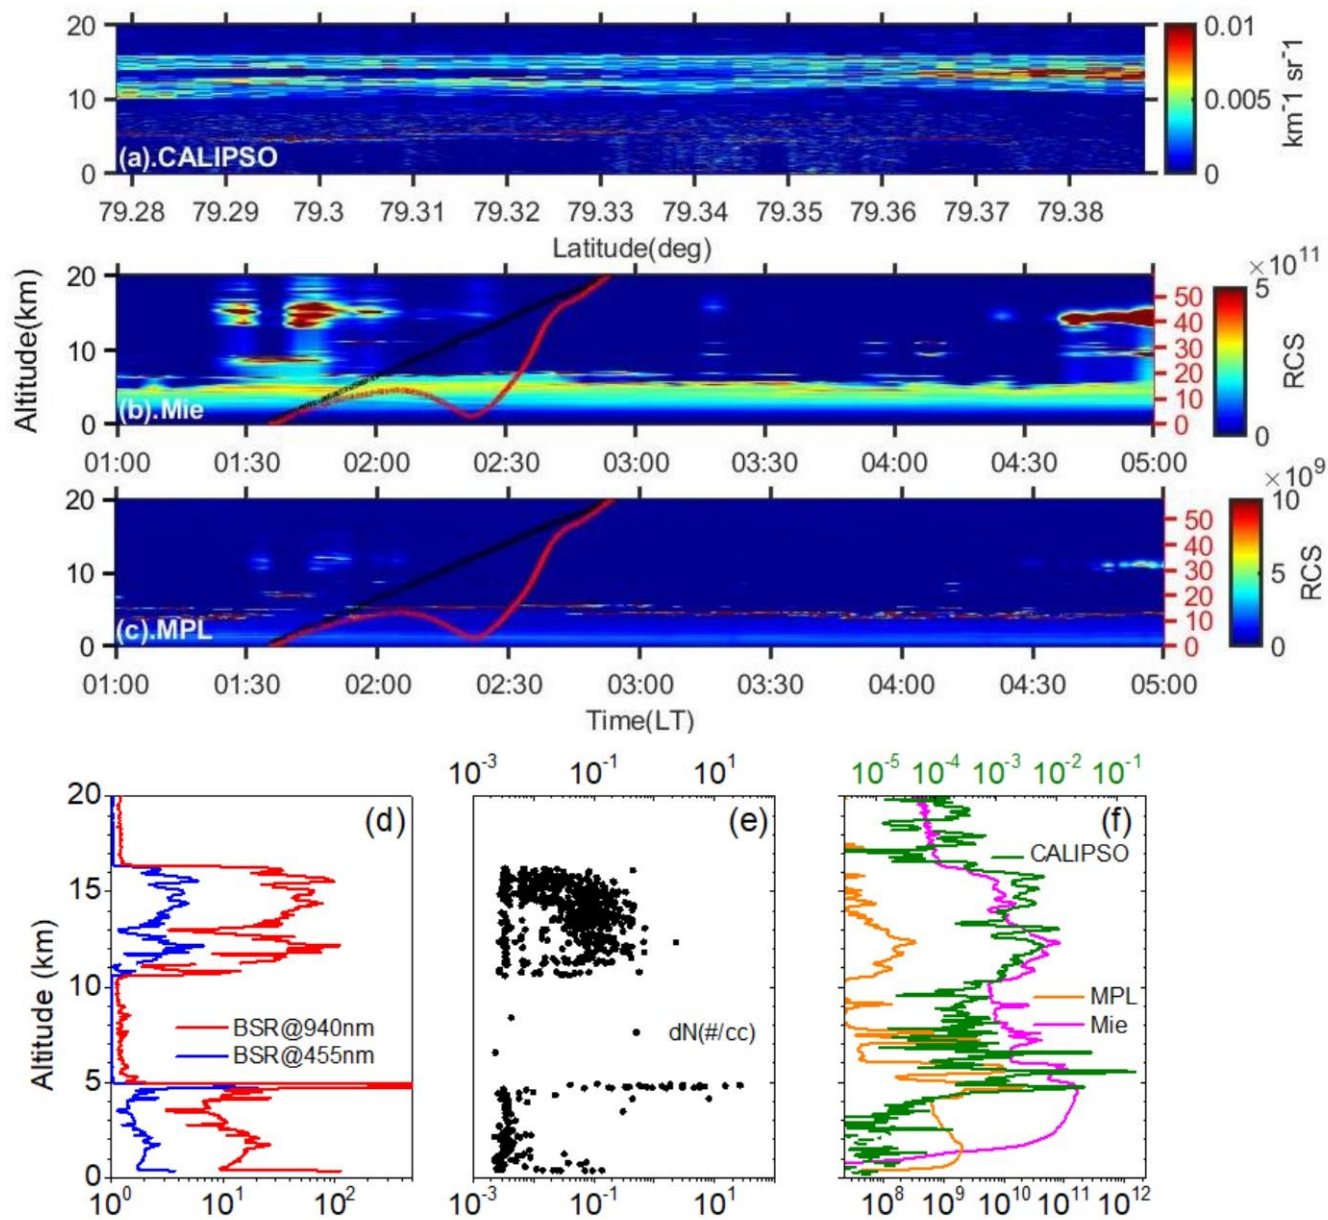 20
10
0
(a).CALIPSO
0.01
0.005
0
km⁻¹ sr⁻¹
79.28 79.29 79.3 79.31 79.32 79.33 79.34 79.35 79.36 79.37 79.38
Latitude(deg)
Altitude(km)
20
10
0
(b).Mie
50
40
30
20
10
0
×10¹¹
5
0
RCS
01:00 01:30 02:00 02:30 03:00 03:30 04:00 04:30 05:00
20
10
0
(c).MPL
50
40
30
20
10
0
×10⁹
10
5
0
RCS
01:00 01:30 02:00 02:30 03:00 03:30 04:00 04:30 05:00
Time(LT)
Altitude (km)
20
15
10
5
0
(d)
BSR@940nm
BSR@455nm
10⁰ 10¹ 10²
10⁻³ 10⁻¹ 10¹
(e)
dN(#/cc)
10⁻³ 10⁻¹ 10¹
10⁻⁵ 10⁻⁴ 10⁻³ 10⁻² 10⁻¹
(f)
CALIPSO
MPL
Mie
10⁸ 10⁹ 10¹⁰ 10¹¹ 10¹²